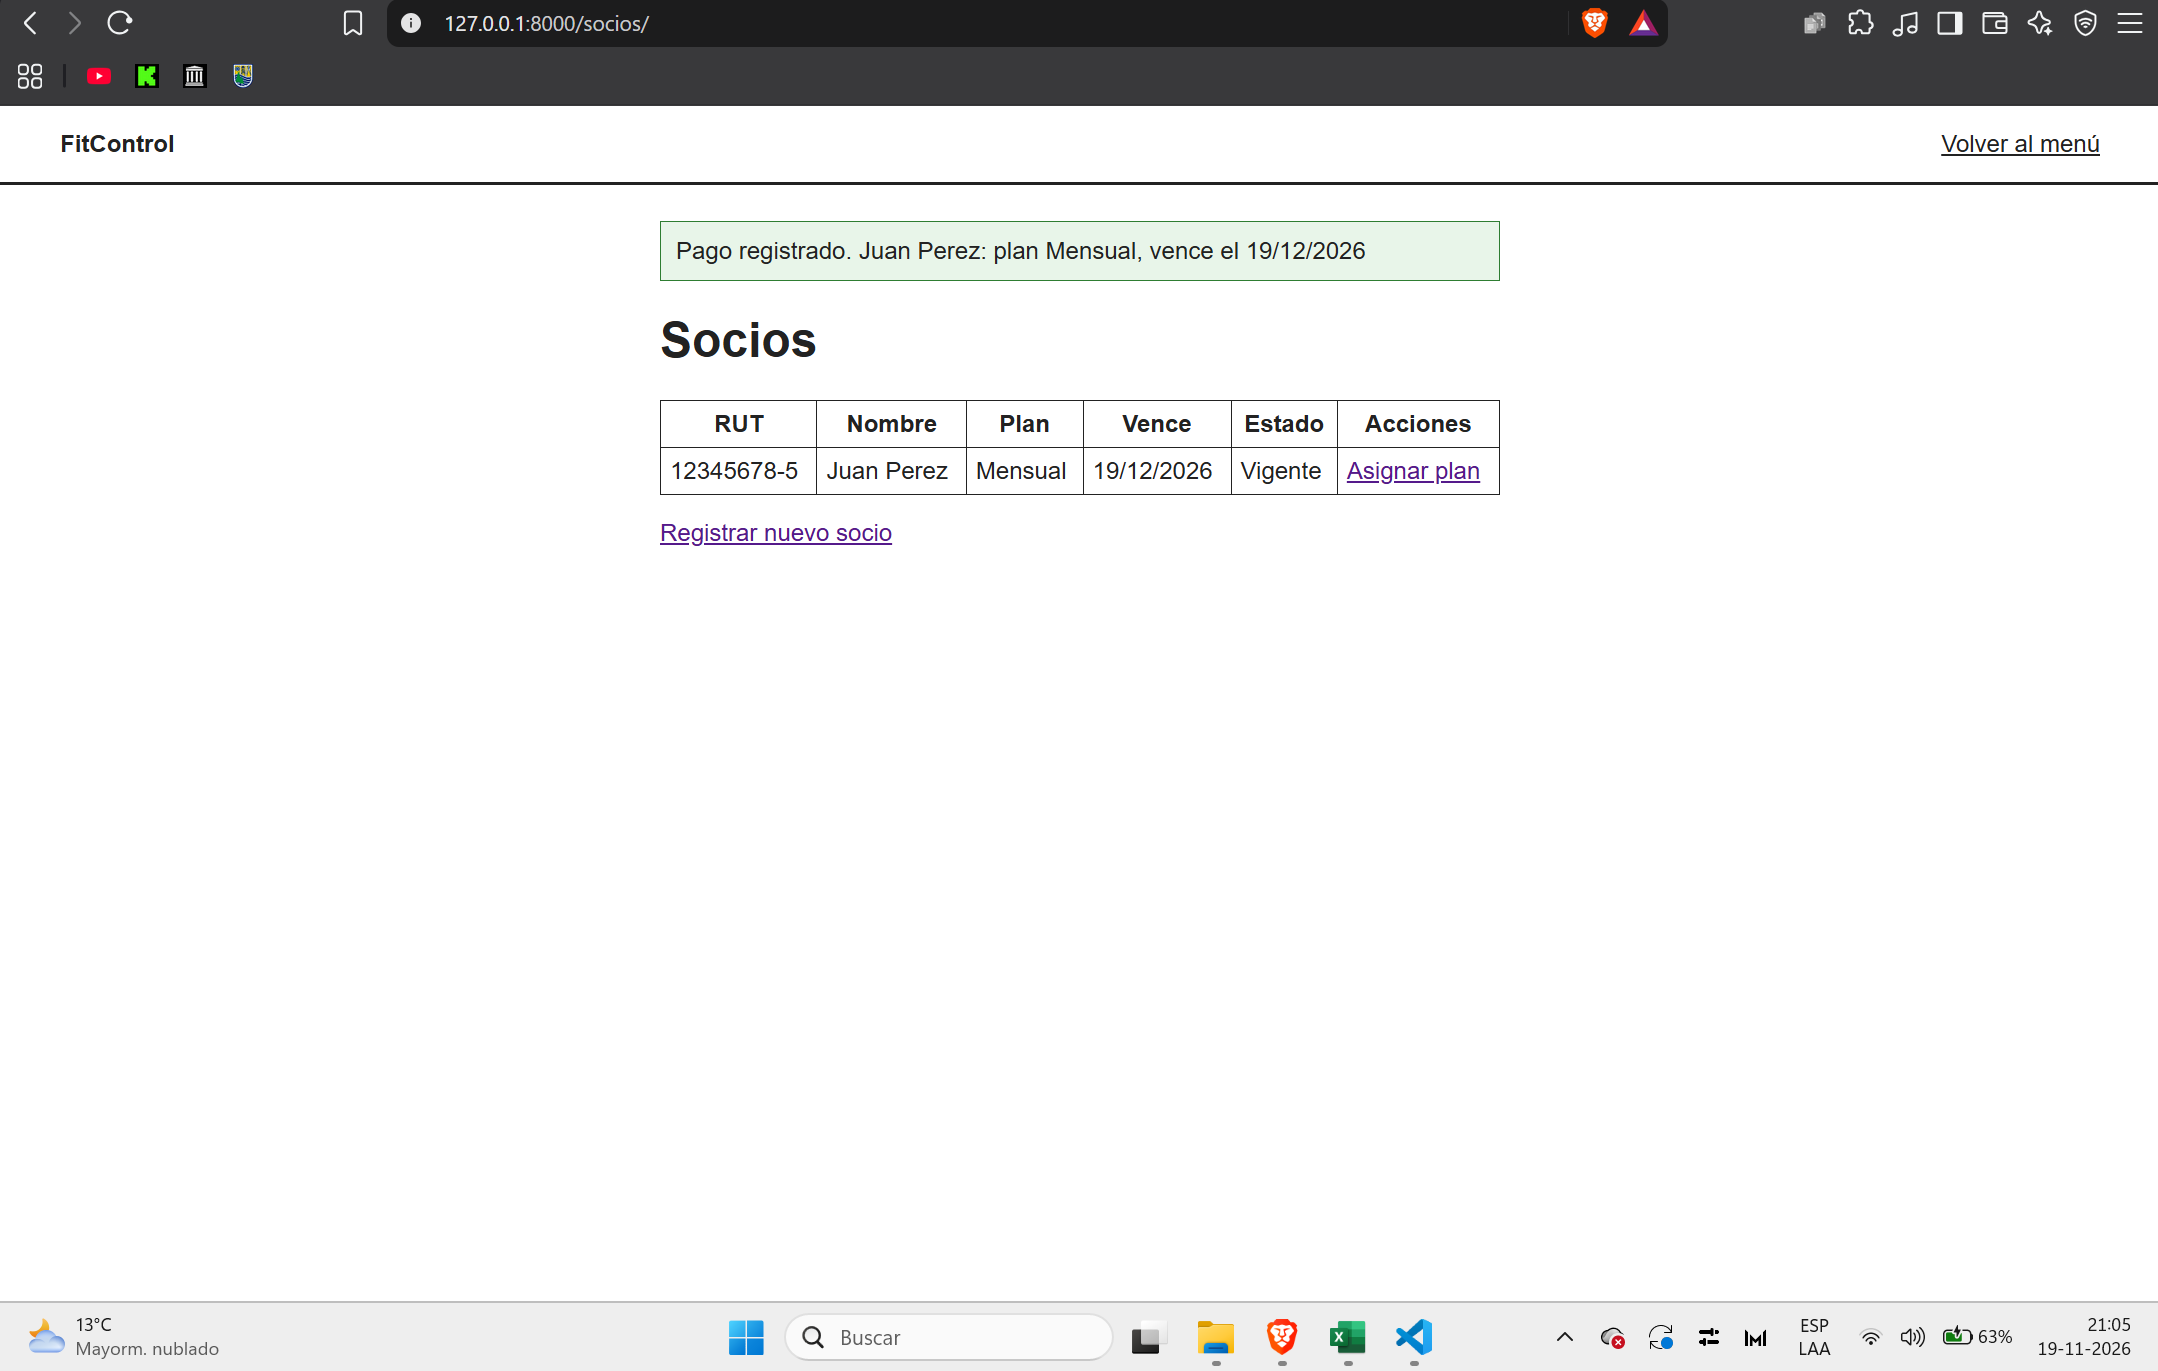 127.0.0.1:8000/socios/
FitControl
Volver al menú
Pago registrado. Juan Perez: plan Mensual, vence el 19/12/2026
Socios
RUT Nombre Plan Vence Estado Acciones
12345678-5 Juan Perez Mensual 19/12/2026 Vigente Asignar plan
Registrar nuevo socio
13°C
Mayorm. nublado
Buscar
ESP
LAA
63%
21:05
19-11-2026